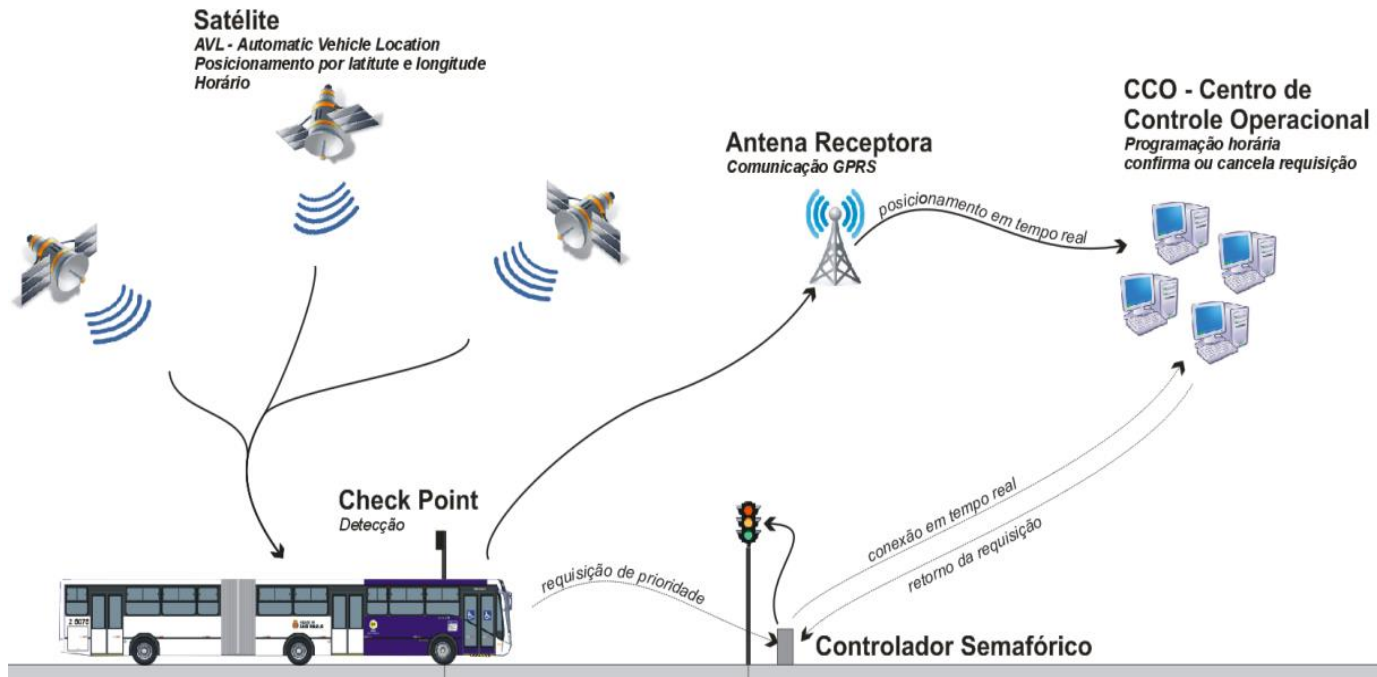 Satélite
AVL - Automatic Vehicle Location
Posicionamento por latitute e longitude
Horário
CCO - Centro de
Controle Operacional
Programação horária
confirma ou cancela requisição
Antena Receptora
Comunicação GPRS
posicionamento em tempo real
Check Point
Detecção
requisição de prioridade
conexão em tempo real
retorno da requisição
Controlador Semafórico